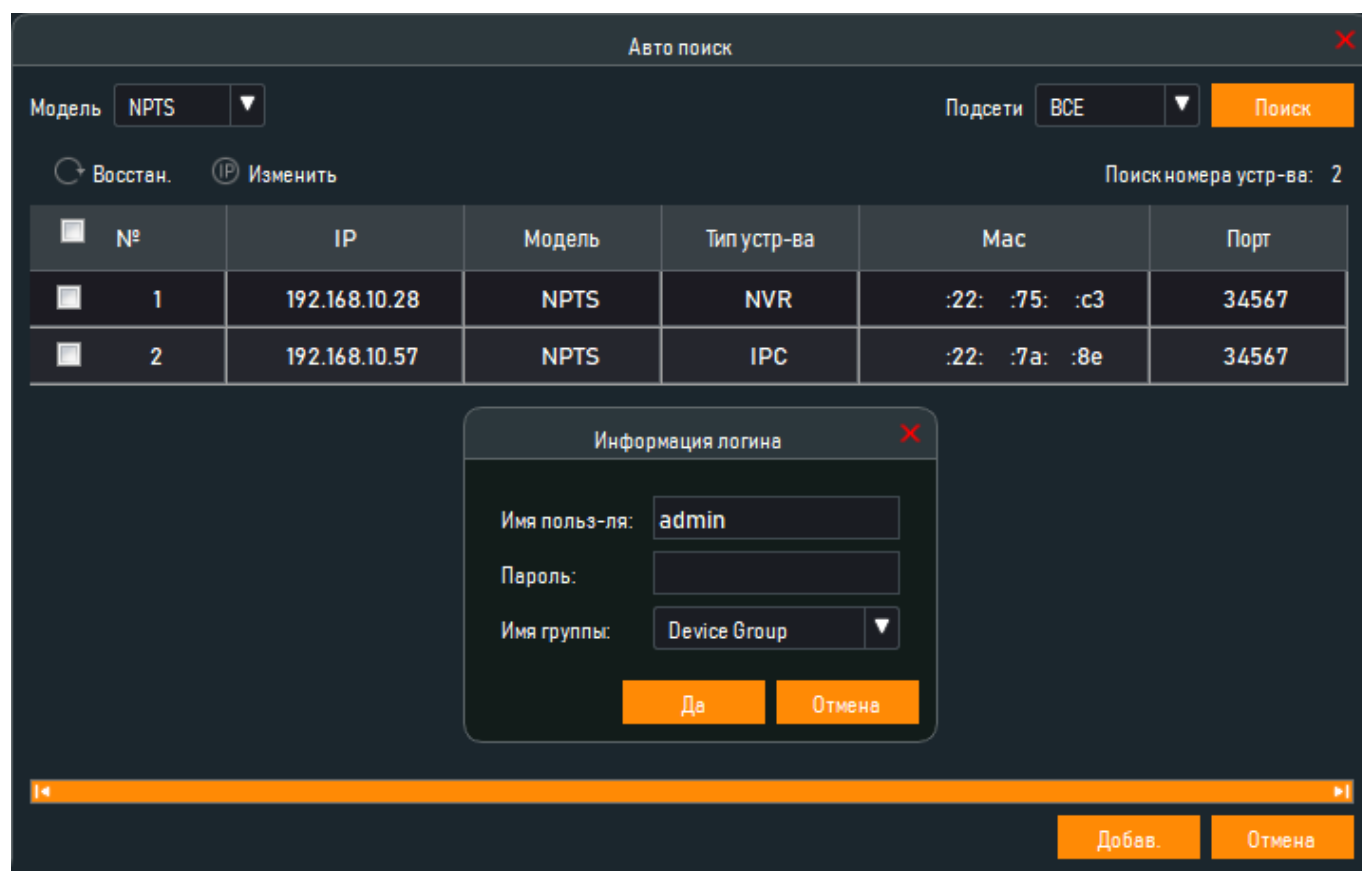 Авто поиск
Модель NPTS Подсети ВСЕ Поиск
Восстан. IP Изменить Поиск номера устр-ва: 2
№ IP Модель Тип устр-ва Mac Порт
1 192.168.10.28 NPTS NVR :22: :75: :c3 34567
2 192.168.10.57 NPTS IPC :22: :7a: :8e 34567
Информация логина
Имя польз-ля: admin
Пароль:
Имя группы: Device Group
Да Отмена
Добав. Отмена